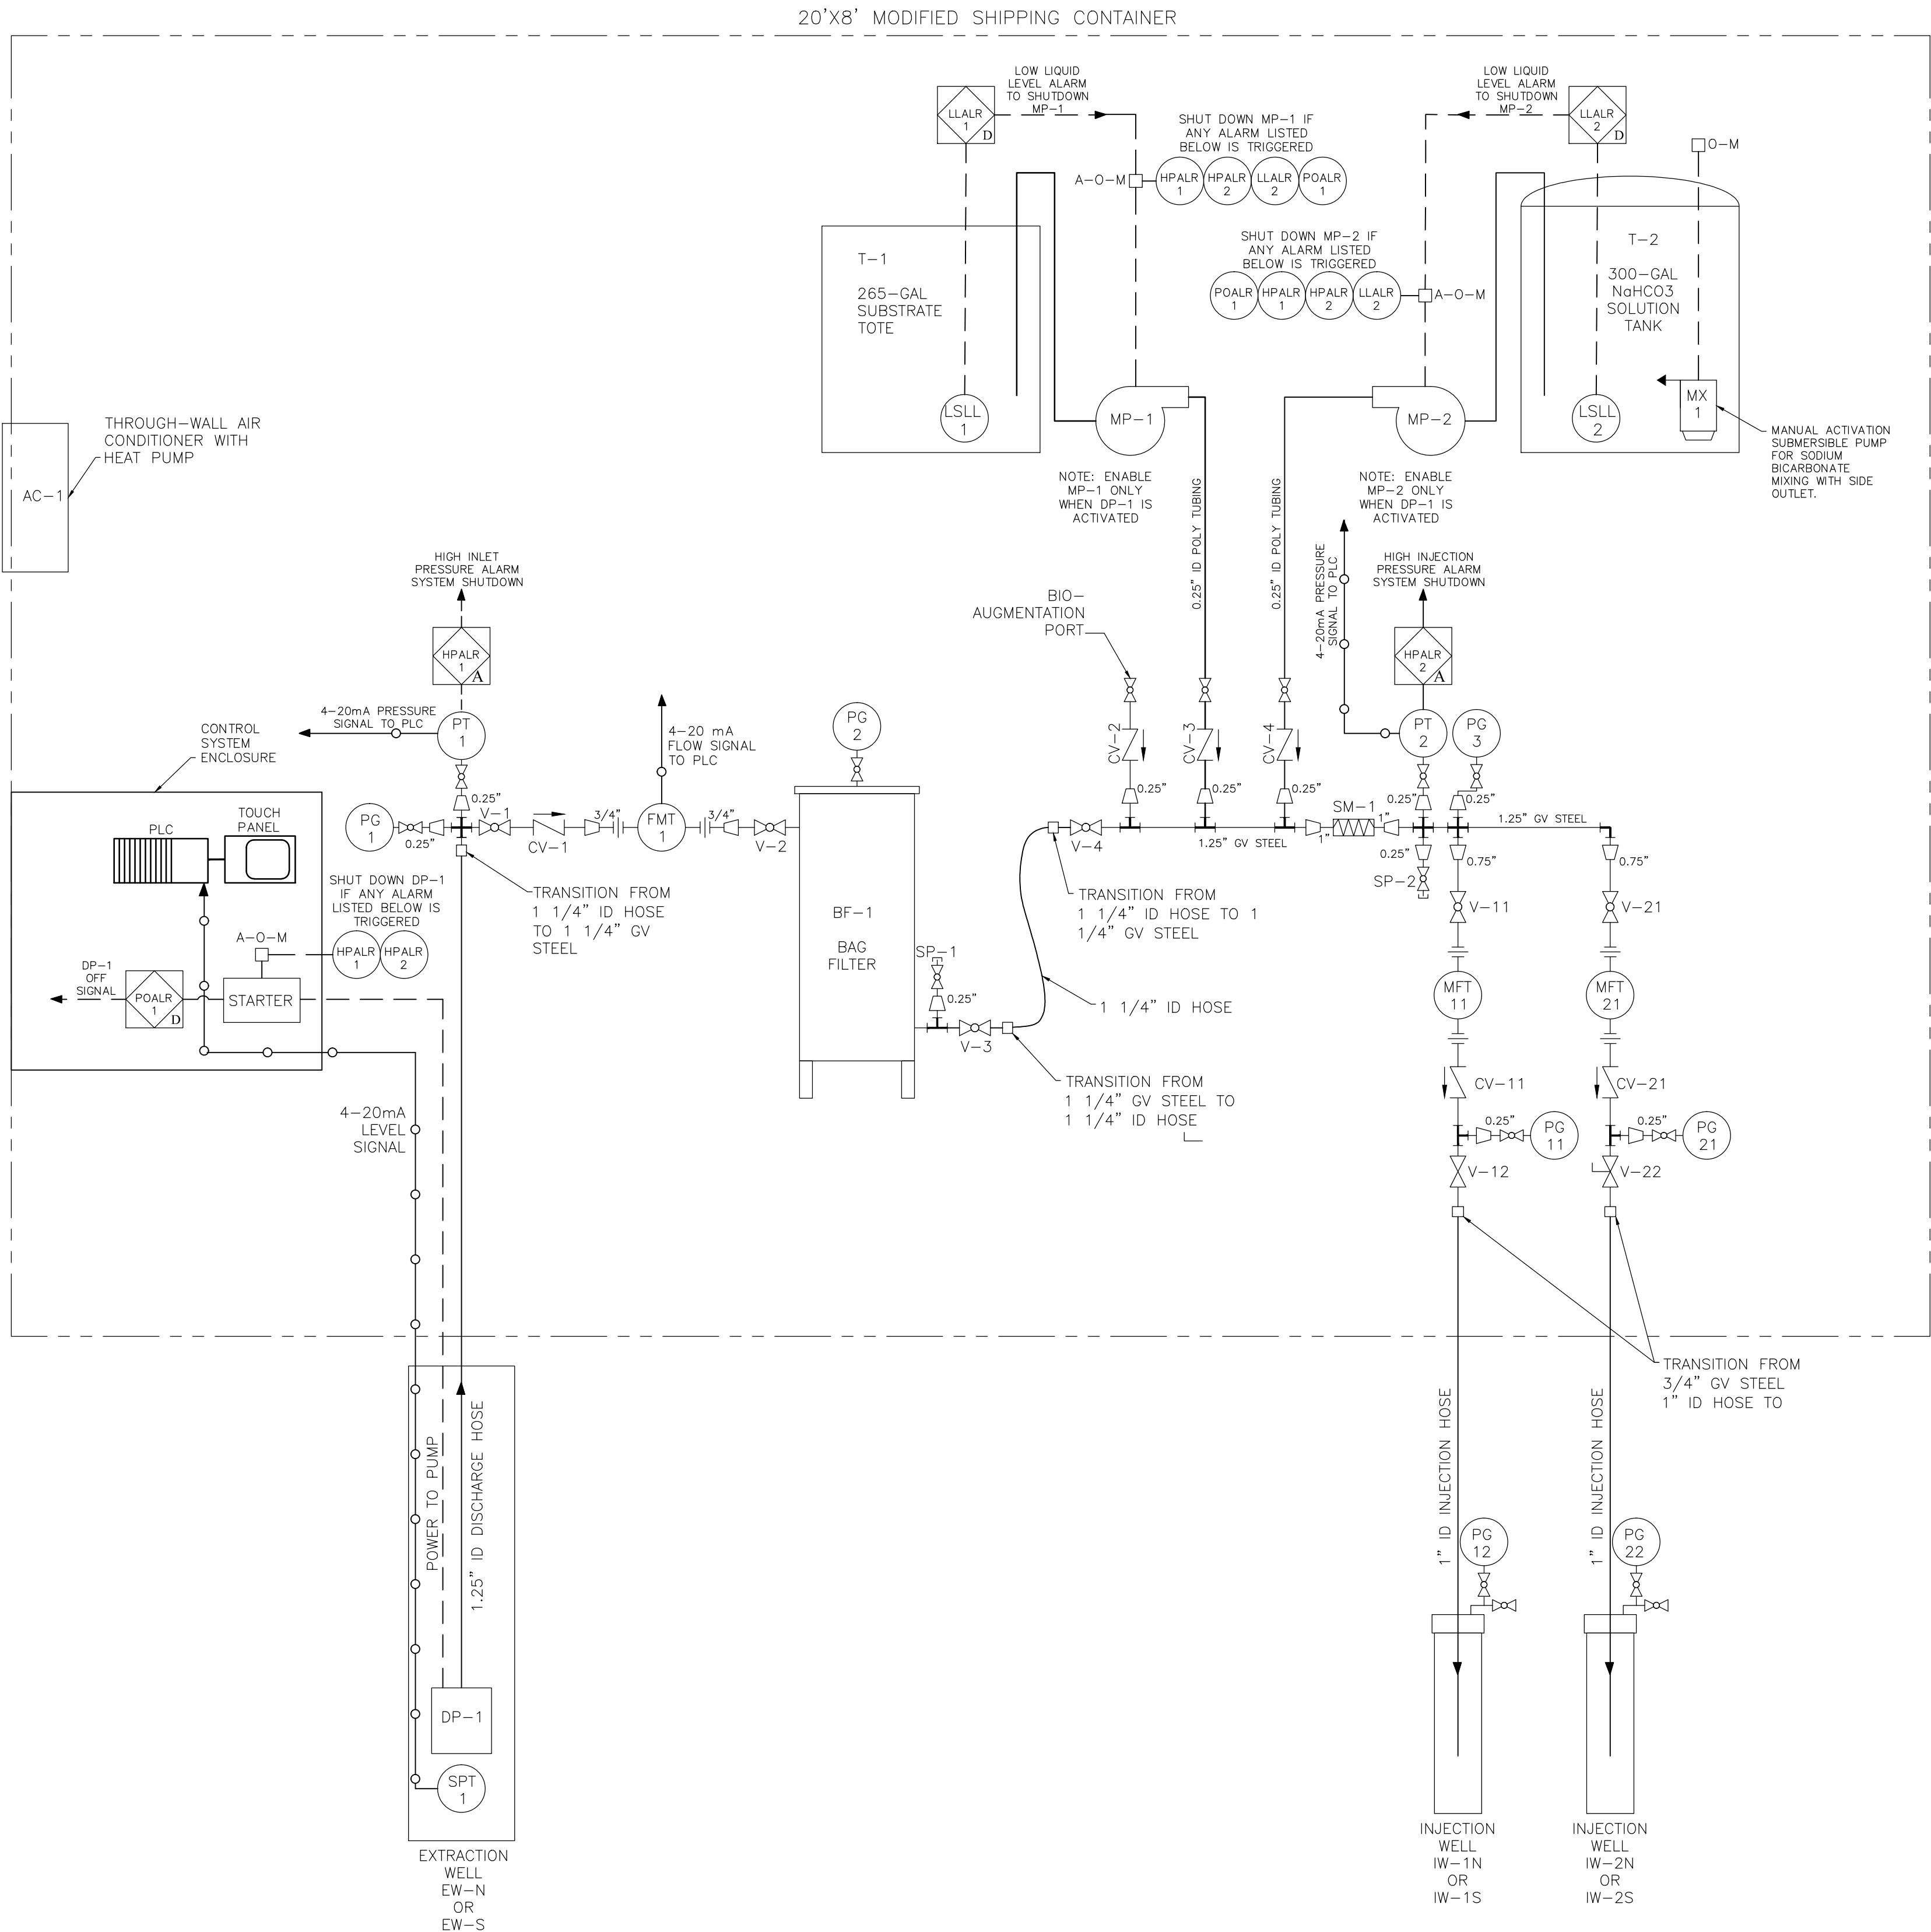 20'X8' MODIFIED SHIPPING CONTAINER
LOW LIQUID
LEVEL ALARM
TO SHUTDOWN
MP-1
LLALR
1
D
SHUT DOWN MP-1 IF
ANY ALARM LISTED
BELOW IS TRIGGERED
A-O-M
HPALR
1
HPALR
2
LLALR
2
POALR
1
LOW LIQUID
LEVEL ALARM
TO SHUTDOWN
MP-2
LLALR
2
D
O-M
SHUT DOWN MP-2 IF
ANY ALARM LISTED
BELOW IS TRIGGERED
POALR
1
HPALR
1
HPALR
2
LLALR
2
A-O-M
T-1
265-GAL
SUBSTRATE
TOTE
LSLL
1
MP-1
MP-2
T-2
300-GAL
NaHCO3
SOLUTION
TANK
LSLL
2
MX
1
MANUAL ACTIVATION
SUBMERSIBLE PUMP
FOR SODIUM
BICARBONATE
MIXING WITH SIDE
OUTLET.
NOTE: ENABLE
MP-1 ONLY
WHEN DP-1 IS
ACTIVATED
NOTE: ENABLE
MP-2 ONLY
WHEN DP-1 IS
ACTIVATED
0.25" ID POLY TUBING
0.25" ID POLY TUBING
AC-1
THROUGH-WALL AIR
CONDITIONER WITH
HEAT PUMP
HIGH INLET
PRESSURE ALARM
SYSTEM SHUTDOWN
HPALR
1
A
4-20mA PRESSURE
SIGNAL TO PLC
PT
1
4-20 mA
FLOW SIGNAL
TO PLC
PG
2
BIO-
AUGMENTATION
PORT
4-20mA PRESSURE
SIGNAL TO PLC
HIGH INJECTION
PRESSURE ALARM
SYSTEM SHUTDOWN
HPALR
2
A
PT
2
PG
3
CV-2
CV-3
CV-4
0.25"
0.25"
0.25"
0.25"
0.25"
CONTROL
SYSTEM
ENCLOSURE
PLC
TOUCH
PANEL
PG
1
0.25"
0.25"
V-1
CV-1
3/4"
FMT
1
3/4"
V-2
V-4
1.25" GV STEEL
SM-1
1"
1"
0.25"
SP-2
1.25" GV STEEL
0.75"
0.75"
SHUT DOWN DP-1
IF ANY ALARM
LISTED BELOW IS
TRIGGERED
A-O-M
HPALR
1
HPALR
2
DP-1
OFF
SIGNAL
POALR
1
D
STARTER
TRANSITION FROM
1 1/4" ID HOSE
TO 1 1/4" GV
STEEL
BF-1
BAG
FILTER
SP-1
0.25"
V-3
TRANSITION FROM
1 1/4" ID HOSE TO 1
1/4" GV STEEL
1 1/4" ID HOSE
TRANSITION FROM
1 1/4" GV STEEL TO
1 1/4" ID HOSE
V-11
V-21
MFT
11
MFT
21
CV-11
CV-21
0.25"
PG
11
0.25"
PG
21
V-12
V-22
4-20mA
LEVEL
SIGNAL
TRANSITION FROM
3/4" GV STEEL
1" ID HOSE TO
POWER TO PUMP
1.25" ID DISCHARGE HOSE
1" ID INJECTION HOSE
1" ID INJECTION HOSE
PG
12
PG
22
DP-1
SPT
1
EXTRACTION
WELL
EW-N
OR
EW-S
INJECTION
WELL
IW-1N
OR
IW-1S
INJECTION
WELL
IW-2N
OR
IW-2S